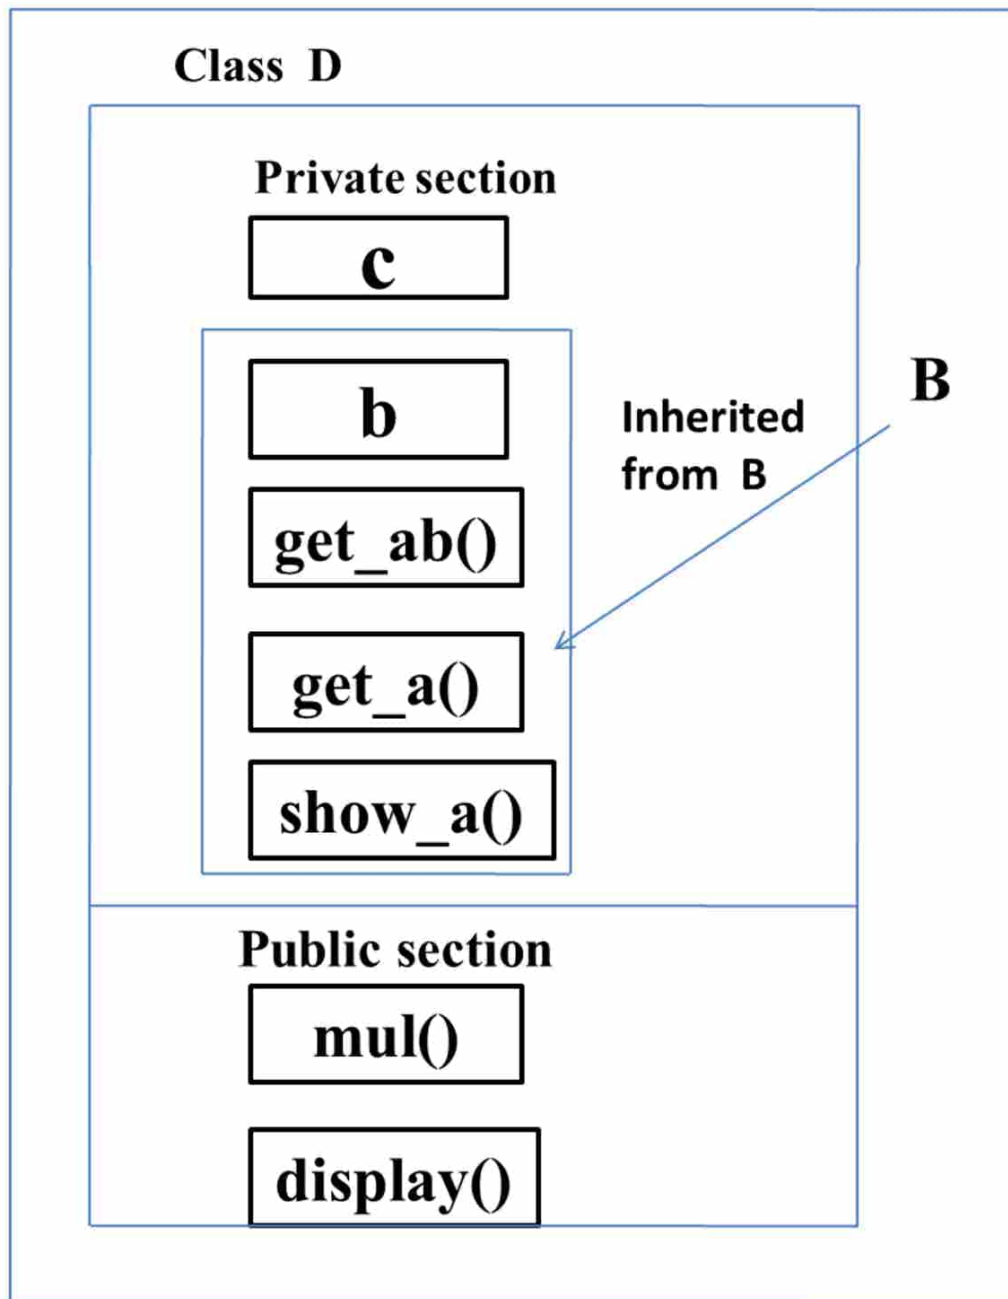 Class D
Private section
c
b
B
Inherited
from B
get_ab()
get_a()
show_a()
Public section
mul()
display()